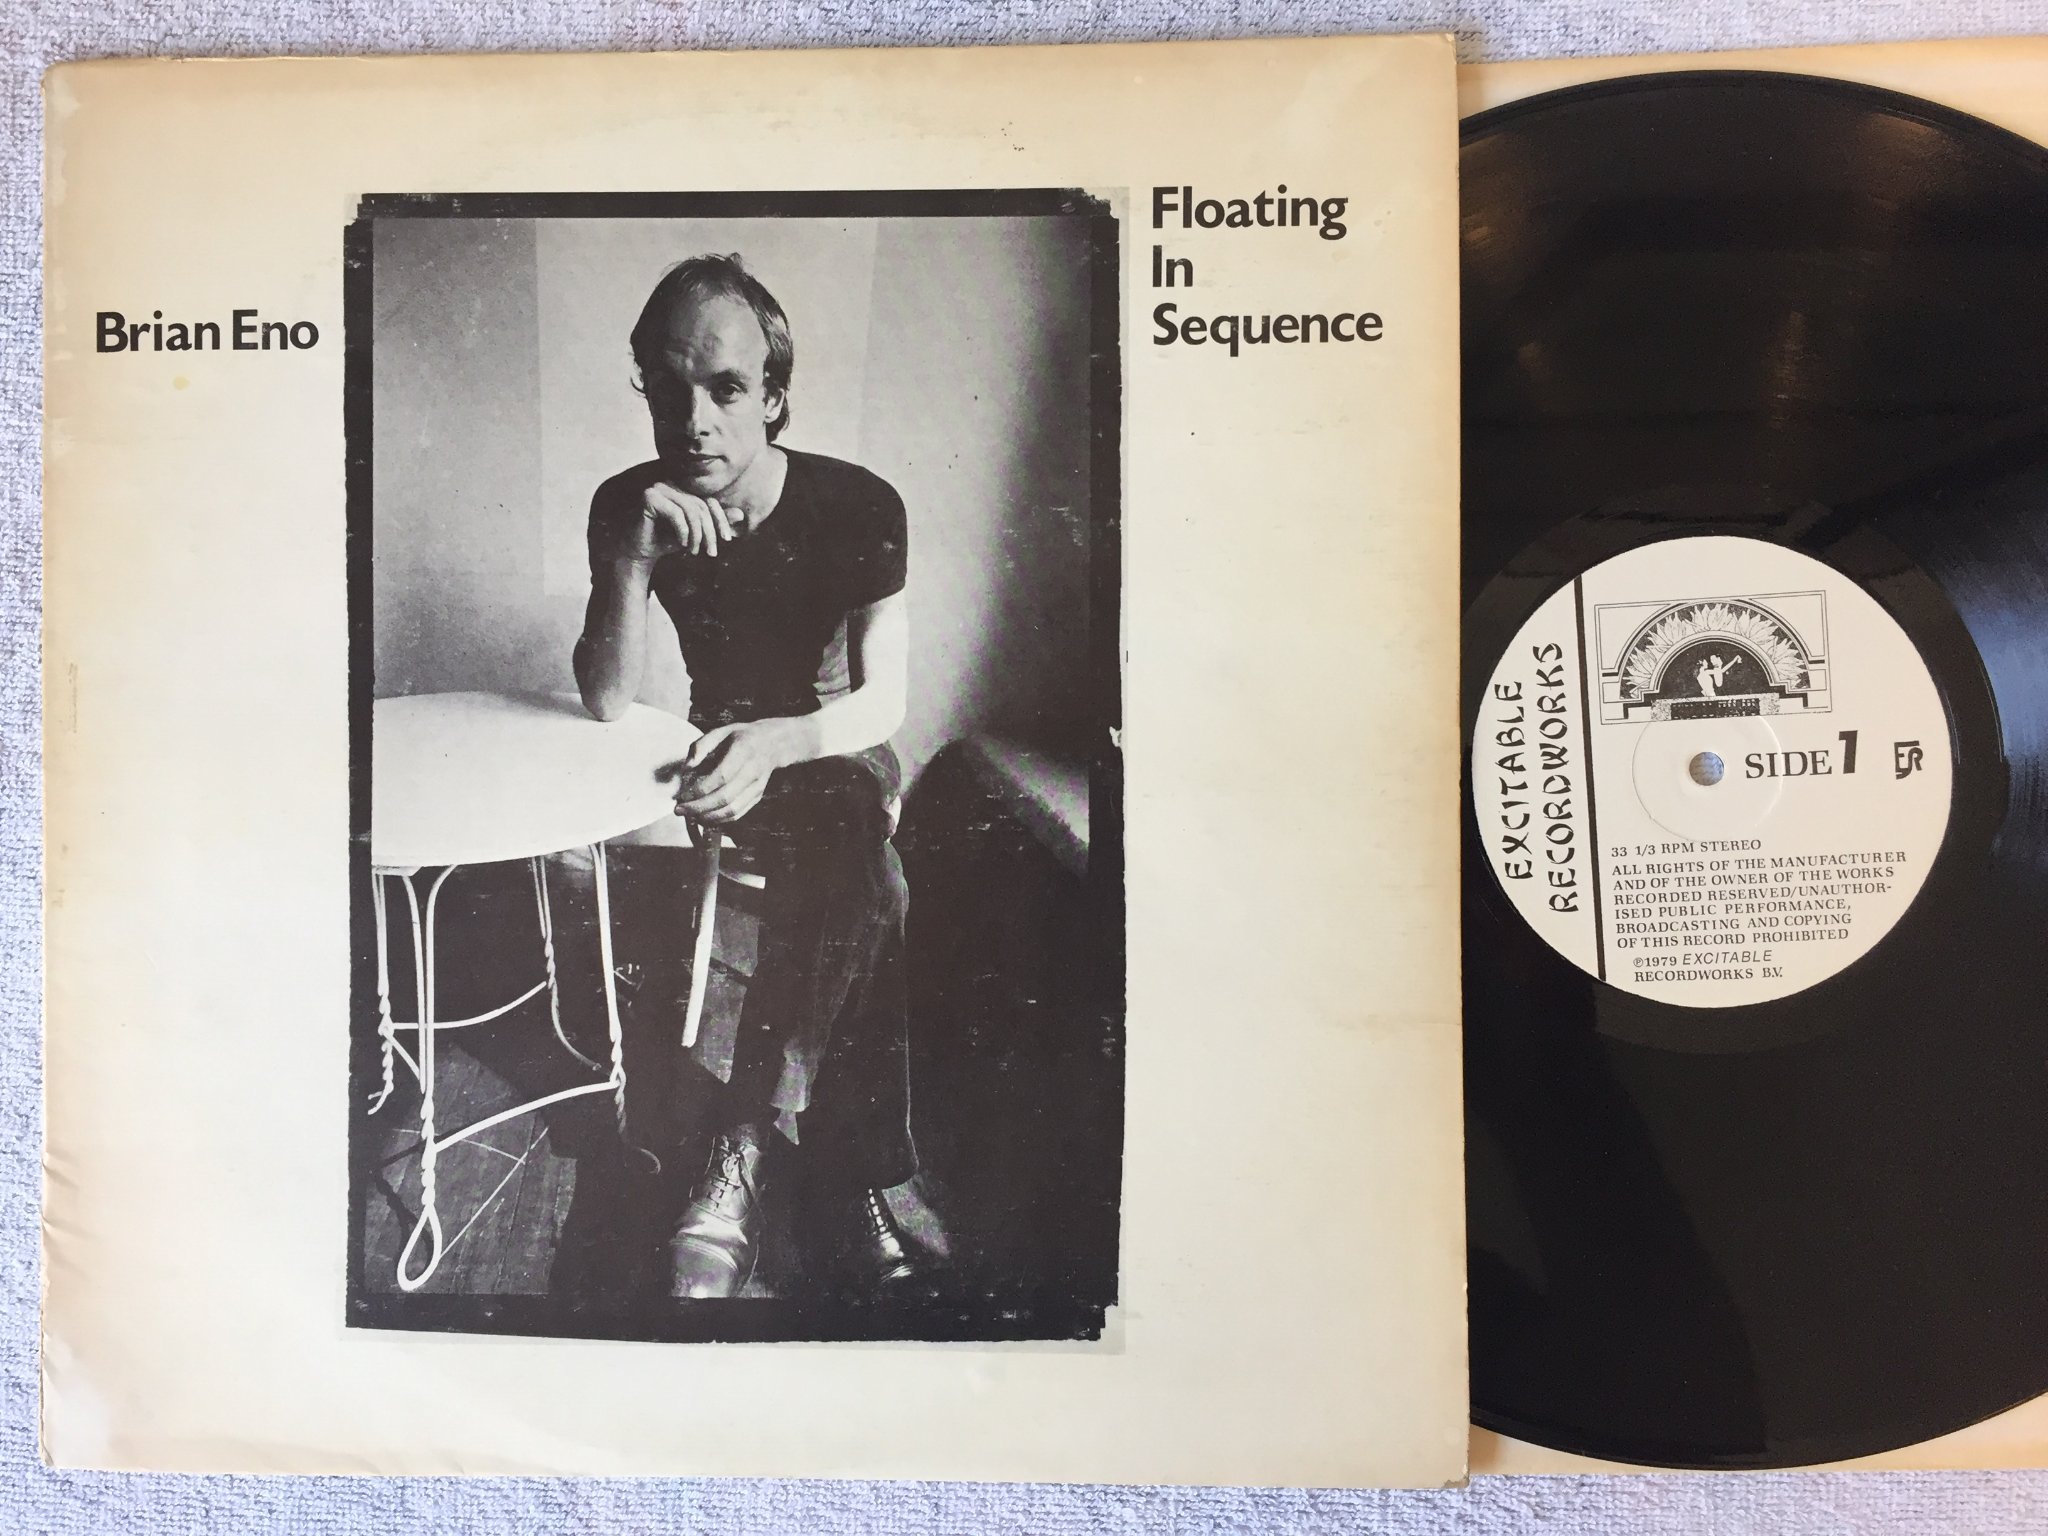 Brian Eno
Floating
In
Sequence
EXCITABLE
RECORDWORKS
SIDE 1
33 1/3 RPM STEREO
ALL RIGHTS OF THE MANUFACTURER
AND OF THE OWNER OF THE WORKS
RECORDED RESERVED/UNAUTHOR-
ISED PUBLIC PERFORMANCE,
BROADCASTING AND COPYING
OF THIS RECORD PROHIBITED
℗1979 EXCITABLE
RECORDWORKS B.V.